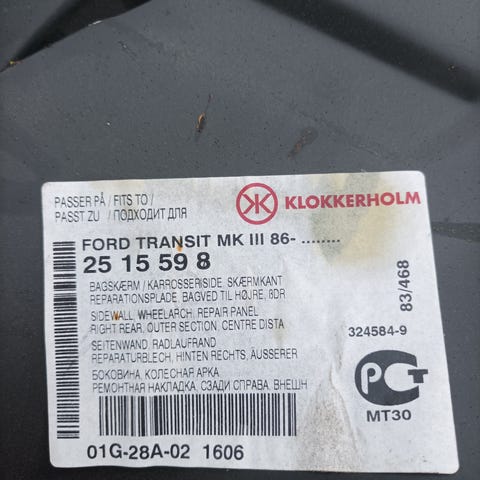 PASSER PÅ / FITS TO /
PASST ZU / ПОДХОДИТ ДЛЯ
KLOKKERHOLM
FORD TRANSIT MK III 86- ........
25 15 59 8
BAGSKÆRM / KARROSSERISIDE, SKÆRMKANT
REPARATIONSPLADE, BAGVED TIL HØJRE, 8DR
SIDEWALL, WHEELARCH, REPAIR PANEL
RIGHT REAR, OUTER SECTION, CENTRE DISTA
SEITENWAND, RADLAUFRAND
REPARATURBLECH, HINTEN RECHTS, ÄUSSERER
БОКОВИНА, КОЛЕСНАЯ АРКА
РЕМОНТНАЯ НАКЛАДКА, СЗАДИ СПРАВА, ВНЕШН
01G-28A-02 1606
83/468
324584-9
РСТ
МТ30